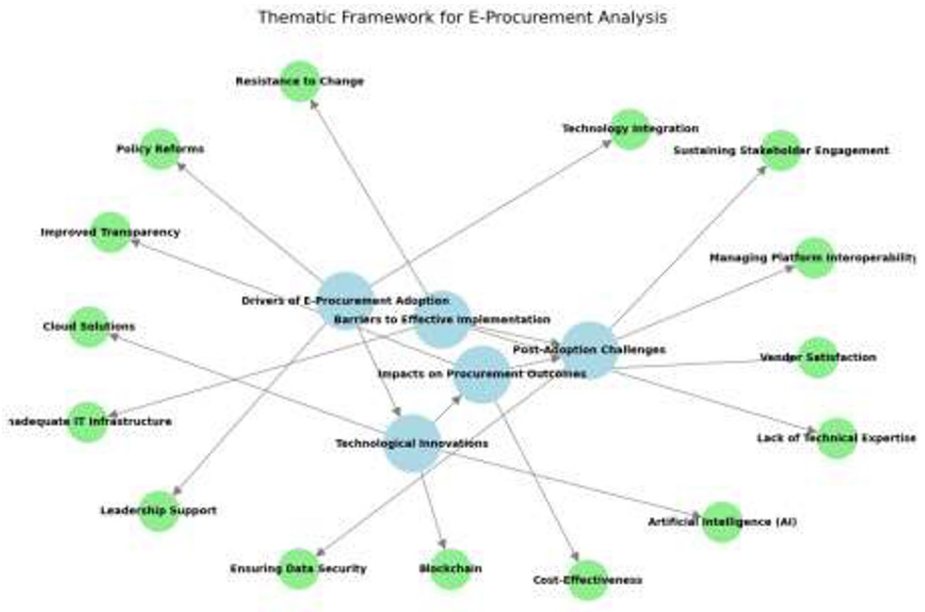 Thematic Framework for E-Procurement Analysis
Resistance to Change
Technology Integration
Policy Reforms
Sustaining Stakeholder Engagement
Improved Transparency
Managing Platform Interoperability
Drivers of E-Procurement Adoption
Barriers to Effective Implementation
Cloud Solutions
Post-Adoption Challenges
Vendor Satisfaction
Impacts on Procurement Outcomes
nadequate IT Infrastructure
Lack of Technical Expertise
Technological Innovations
Leadership Support
Artificial Intelligence (AI)
Ensuring Data Security
Blockchain
Cost-Effectiveness